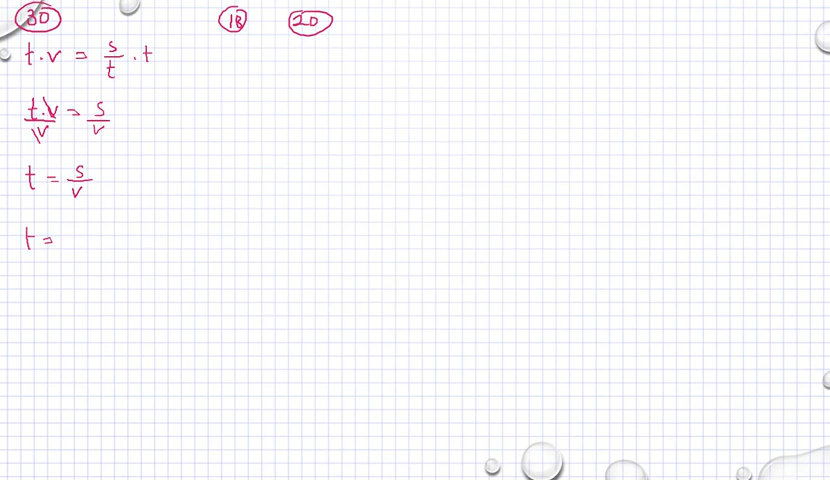 30 18 20
t . v = s/t . t
t . v/v = s/v
t = s/v
t =